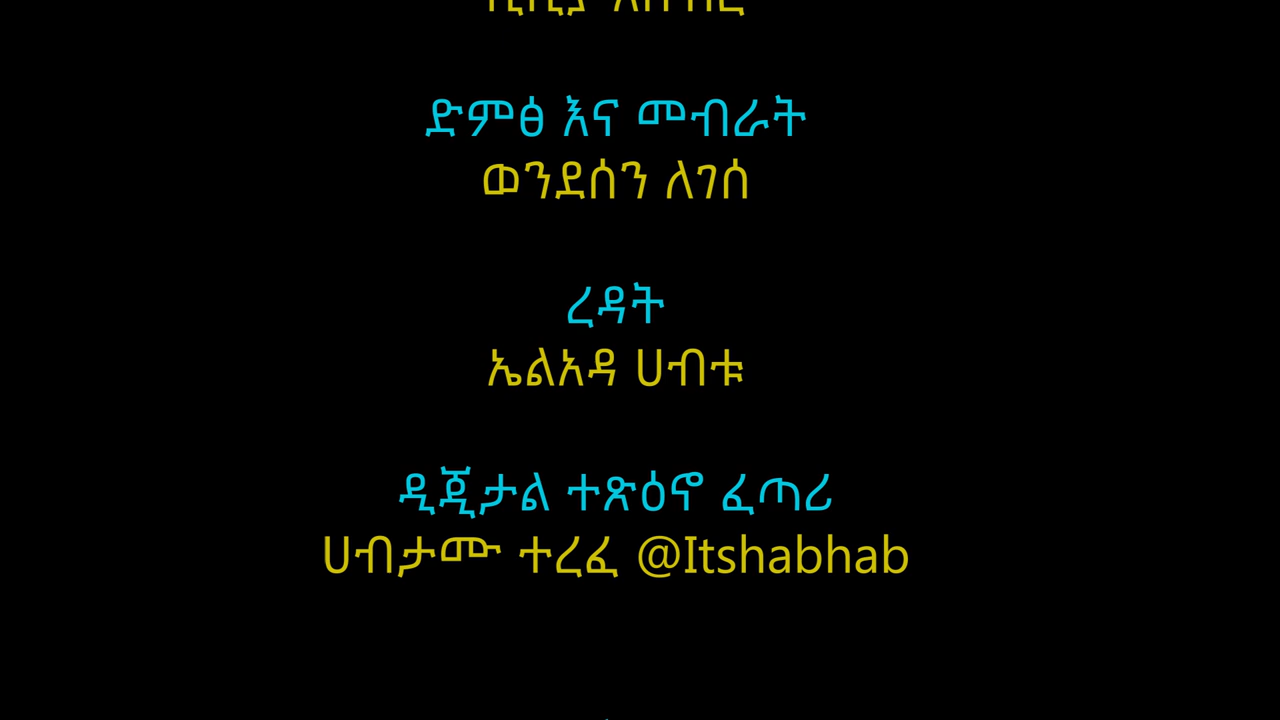 ድምፅ እና መብራት
ወንደሰን ለገሰ
ረዳት
ኤልአዳ ሀብቱ
ዲጂታል ተጽዕኖ ፈጣሪ
ሀብታሙ ተረፈ @Itshabhab